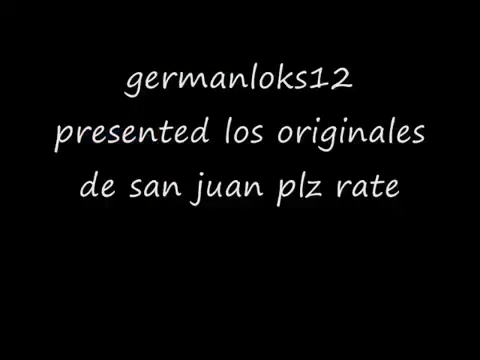 germanloks12
presented los originales
de san juan plz rate